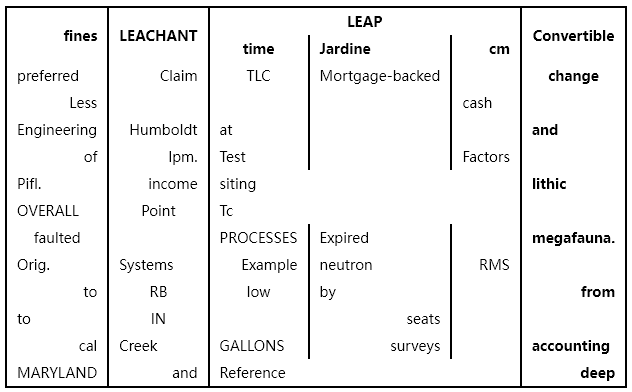 LEAP
fines LEACHANT time Jardine cm Convertible
preferred Claim TLC Mortgage-backed change
Less cash
Engineering Humboldt at and
of Ipm. Test Factors
Pifl. income siting lithic
OVERALL Point Tc
faulted PROCESSES Expired megafauna.
Orig. Systems Example neutron RMS
to RB low by from
to IN seats
cal Creek GALLONS surveys accounting
MARYLAND and Reference deep